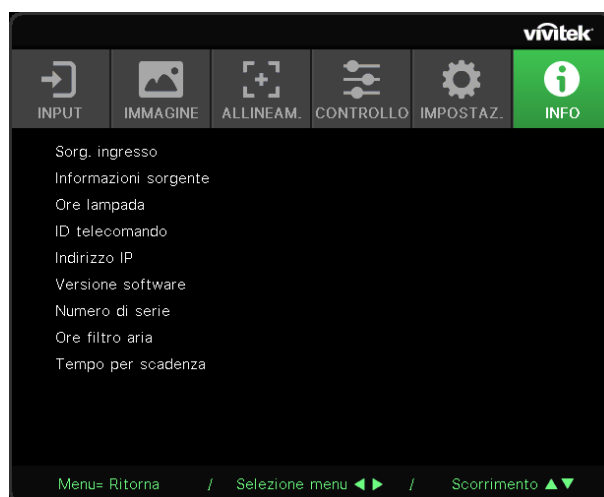 vivitek
INPUT IMMAGINE ALLINEAM. CONTROLLO IMPOSTAZ. INFO
Sorg. ingresso
Informazioni sorgente
Ore lampada
ID telecomando
Indirizzo IP
Versione software
Numero di serie
Ore filtro aria
Tempo per scadenza
Menu= Ritorna / Selezione menu ◀ ▶ / Scorrimento ▲▼